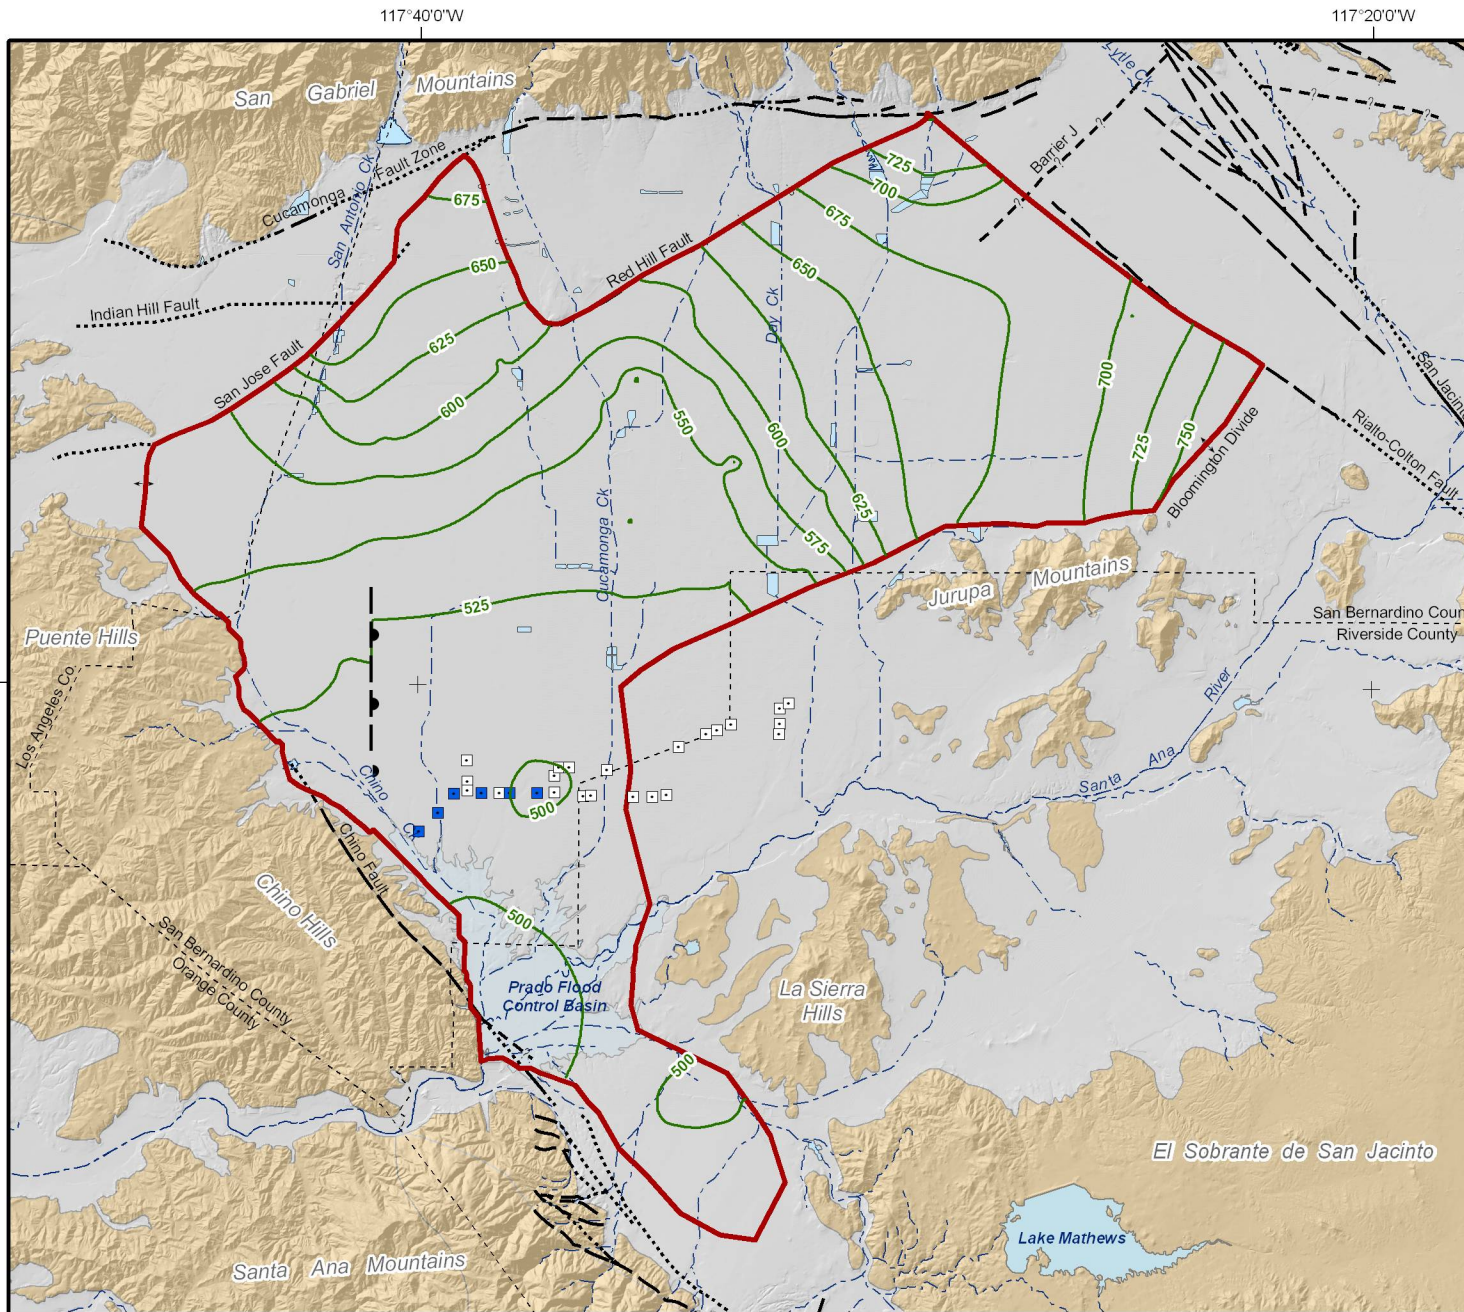 117°40'0"W
117°20'0"W
San Gabriel Mountains
Lytle Ck
Cucamonga Fault Zone
San Antonio Ck
Barrier J
?
?
?
?
?
?
?
725
700
675
675
650
650
Red Hill Fault
Indian Hill Fault
Day Ck
625
San Jose Fault
700
San Jacinto
600
550
600
725
750
Bloomington Divide
Rialto-Colton Fault
625
575
Cucamonga Ck
525
Jurupa Mountains
San Bernardino Coun
Riverside County
Puente Hills
Los Angeles Co.
River
Santa Ana
Chino C
500
Chino Fault
Chino Hills
500
San Bernardino County
Orange County
Prado Flood
Control Basin
La Sierra
Hills
500
El Sobrante de San Jacinto
Lake Mathews
Santa Ana Mountains